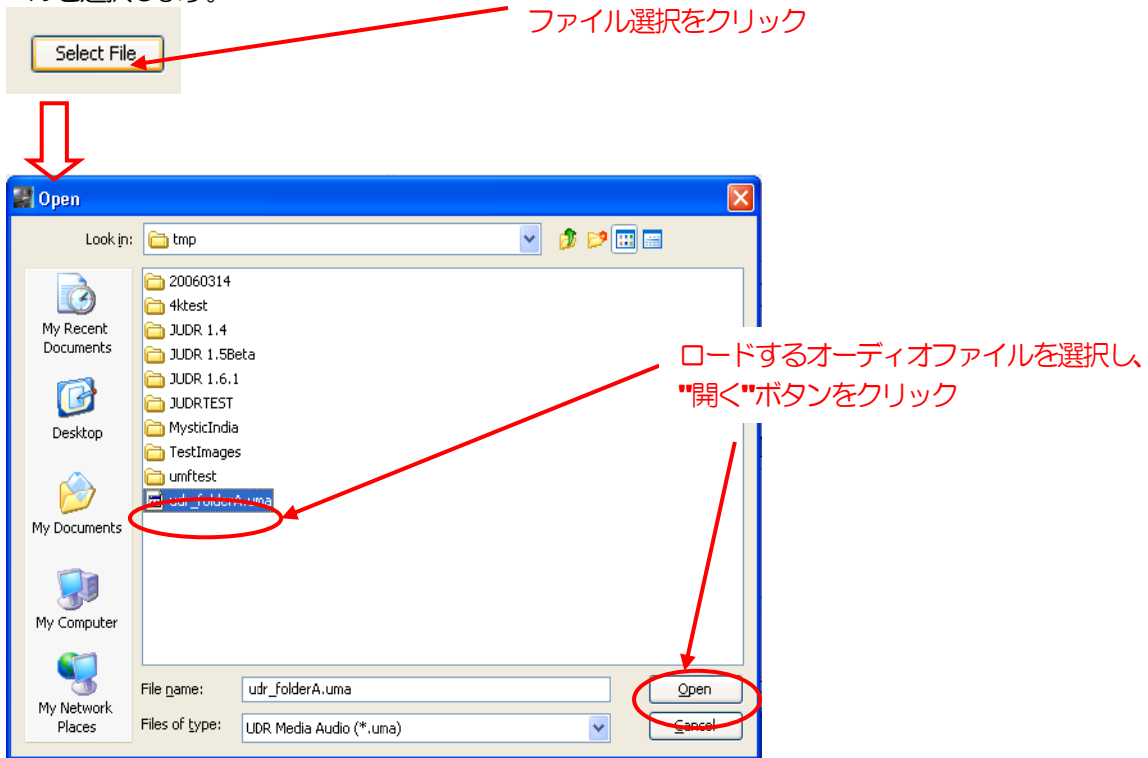 ファイル選択をクリック
Select File
Open
Look in:
tmp
My Recent
Documents
Desktop
My Documents
My Computer
My Network
Places
20060314
4ktest
JUDR 1.4
JUDR 1.5Beta
JUDR 1.6.1
JUDRTEST
MysticIndia
TestImages
umftest
udr_folderA.uma
ロードするオーディオファイルを選択し、
"開く"ボタンをクリック
File name:
udr_folderA.uma
Open
Files of type:
UDR Media Audio (*.uma)
Cancel